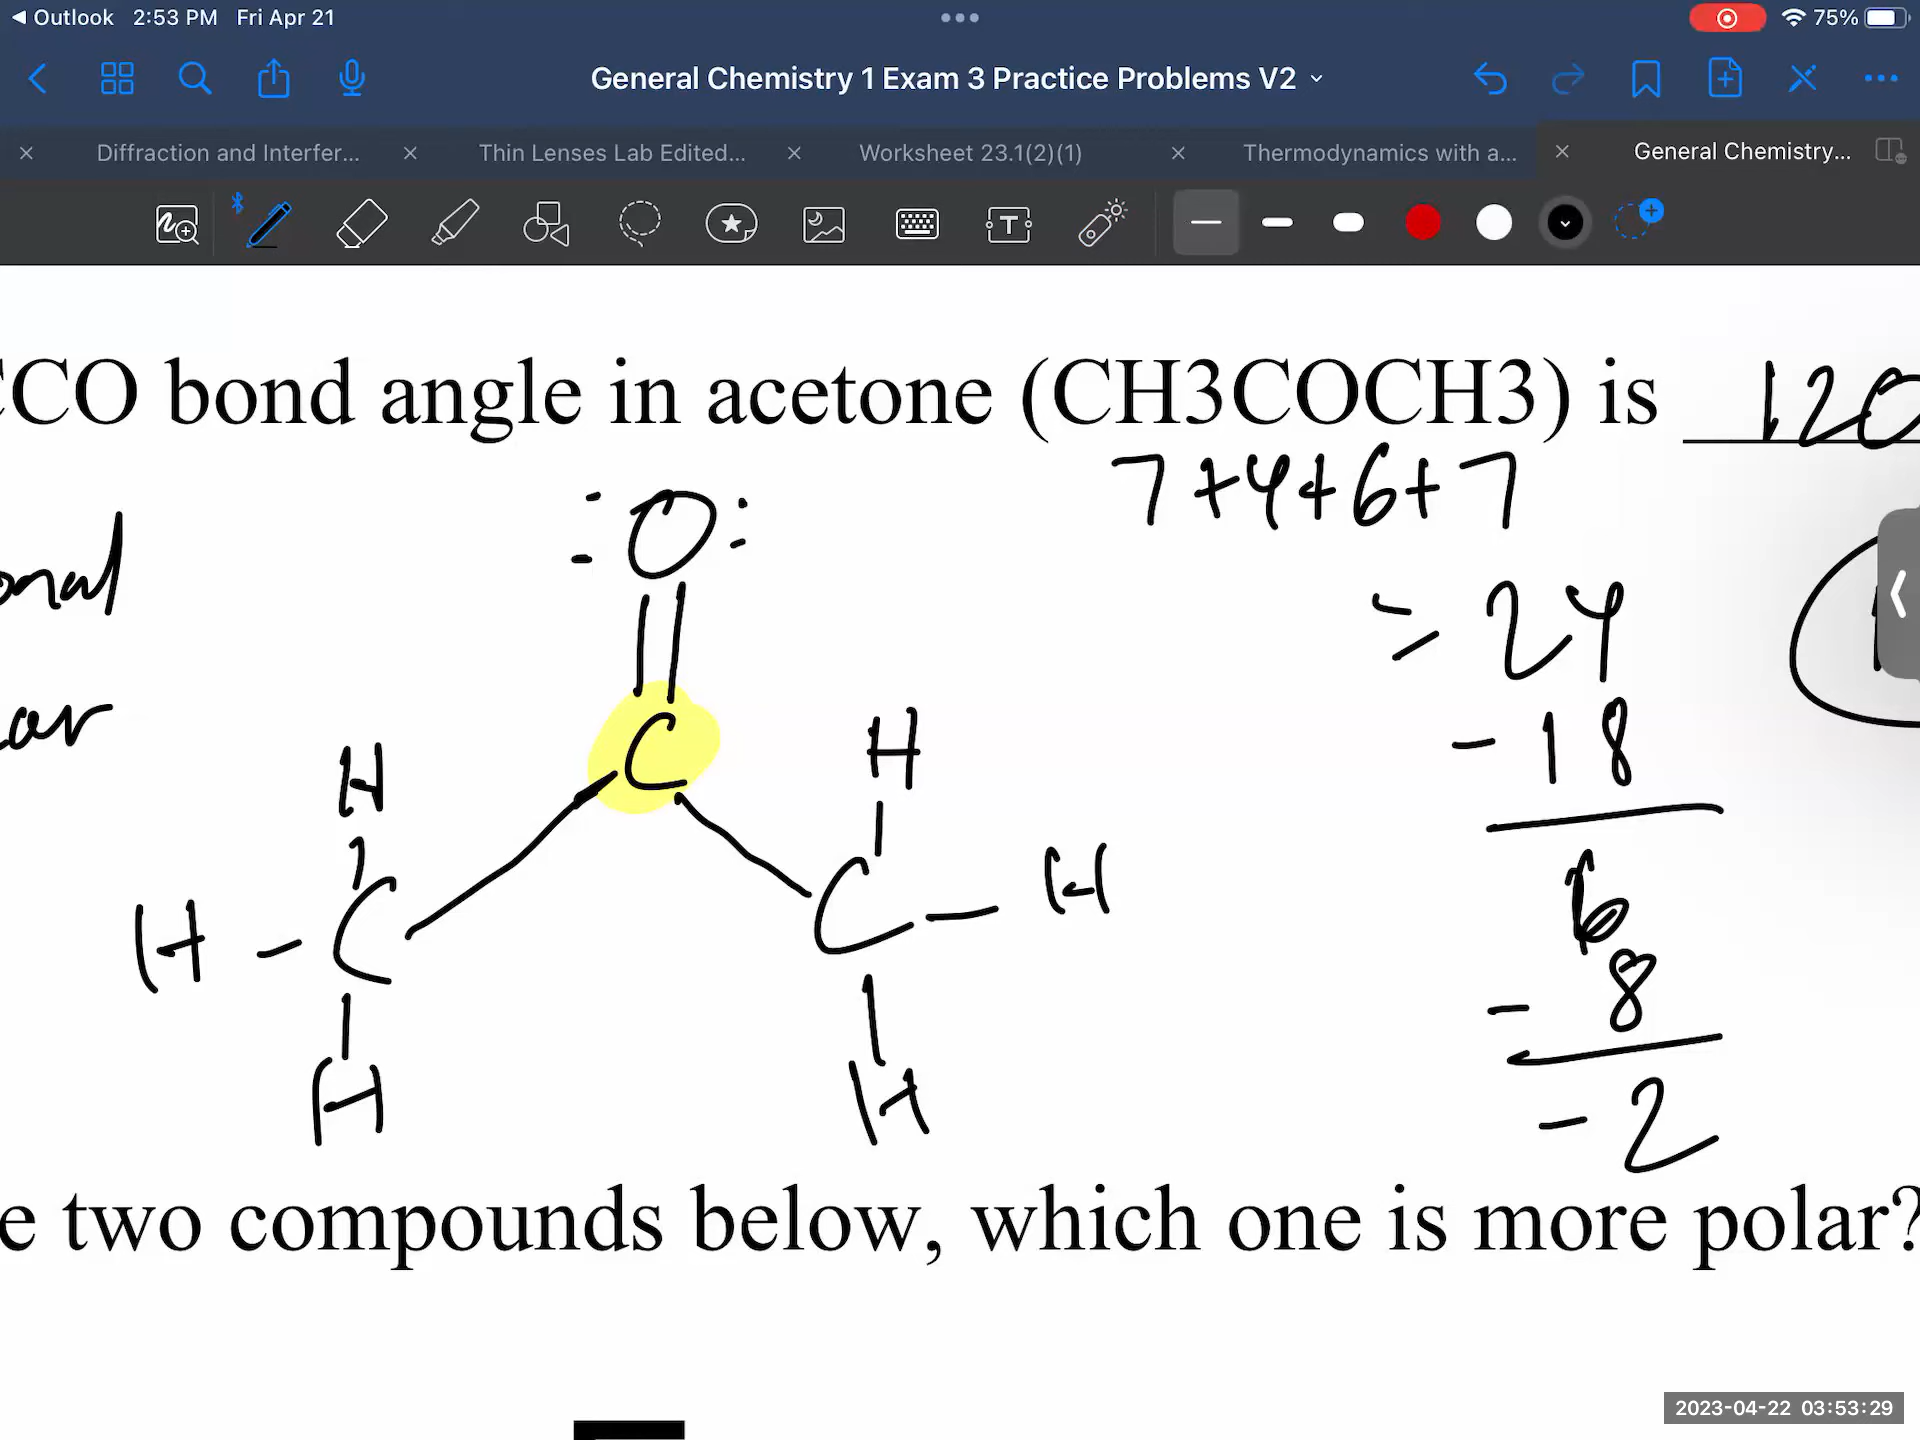 Outlook 2:53 PM Fri Apr 21 75%
General Chemistry 1 Exam 3 Practice Problems V2
Diffraction and Interfer... Thin Lenses Lab Edited... Worksheet 23.1(2)(1) Thermodynamics with a... General Chemistry...
CCO bond angle in acetone (CH3COCH3) is 120
7+4+6+7
:O:
onal
= 24
C
ar
- 18
H H
6
H - C C - H
- 8
H H
- 2
e two compounds below, which one is more polar?
2023-04-22 03:53:29